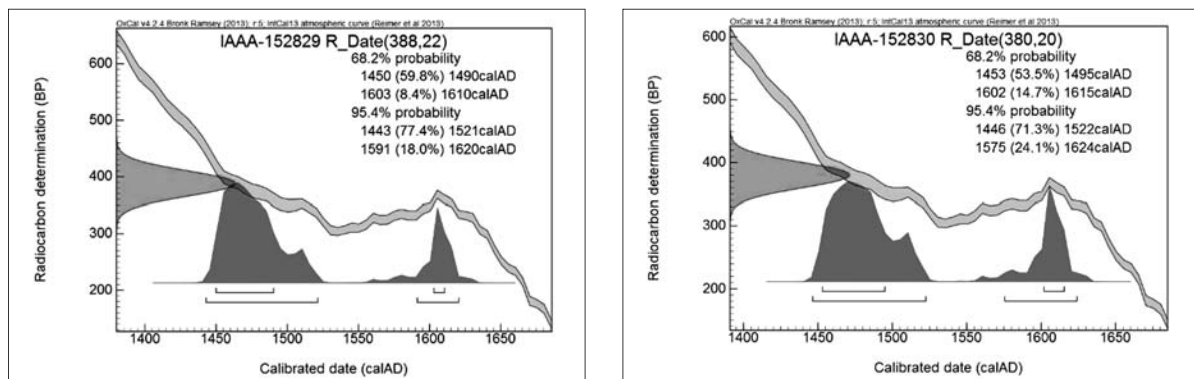 OxCal v4.2.4 Bronk Ramsey (2013); r:5; IntCal13 atmospheric curve (Reimer et al 2013)
IAAA-152829 R_Date(388,22)
68.2% probability
1450 (59.8%) 1490calAD
1603 (8.4%) 1610calAD
95.4% probability
1443 (77.4%) 1521calAD
1591 (18.0%) 1620calAD
Radiocarbon determination (BP)
600
500
400
300
200
1400 1450 1500 1550 1600 1650
Calibrated date (calAD)
OxCal v4.2.4 Bronk Ramsey (2013); r:5; IntCal13 atmospheric curve (Reimer et al 2013)
IAAA-152830 R_Date(380,20)
68.2% probability
1453 (53.5%) 1495calAD
1602 (14.7%) 1615calAD
95.4% probability
1446 (71.3%) 1522calAD
1575 (24.1%) 1624calAD
Radiocarbon determination (BP)
600
500
400
300
200
1400 1450 1500 1550 1600 1650
Calibrated date (calAD)